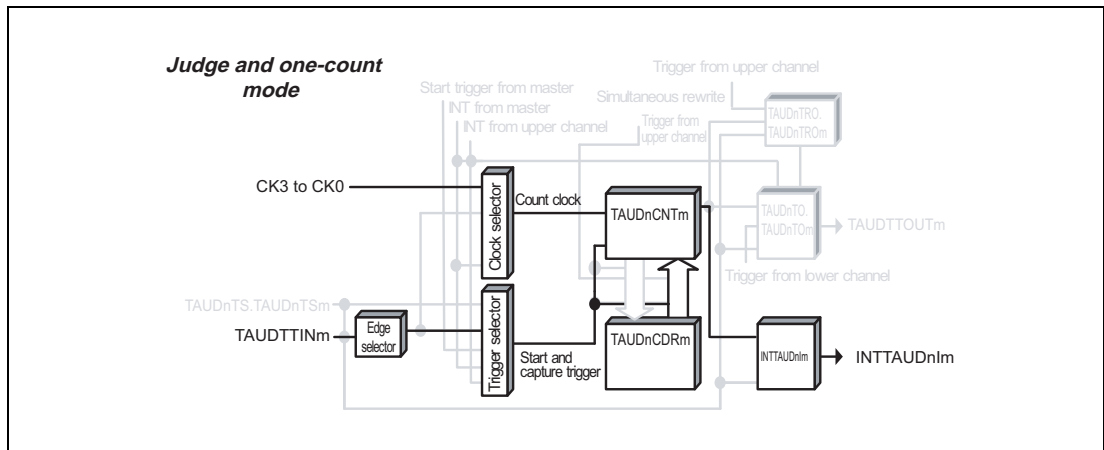 Judge and one-count
mode
Trigger from upper channel
Start trigger from master
Simultaneous rewrite
INT from master
Trigger from
upper channel
INT from upper channel
TAUDnTRO.
TAUDnTROm
CK3 to CK0
Clock selector
Count clock
TAUDnCNTm
TAUDnTO.
TAUDnTOm
TAUDTTOUTm
Trigger from lower channel
TAUDnTS.TAUDnTSm
TAUDTTINm
Edge
selector
Trigger selector
Start and
capture trigger
TAUDnCDRm
INTTAUDnIm
INTTAUDnIm